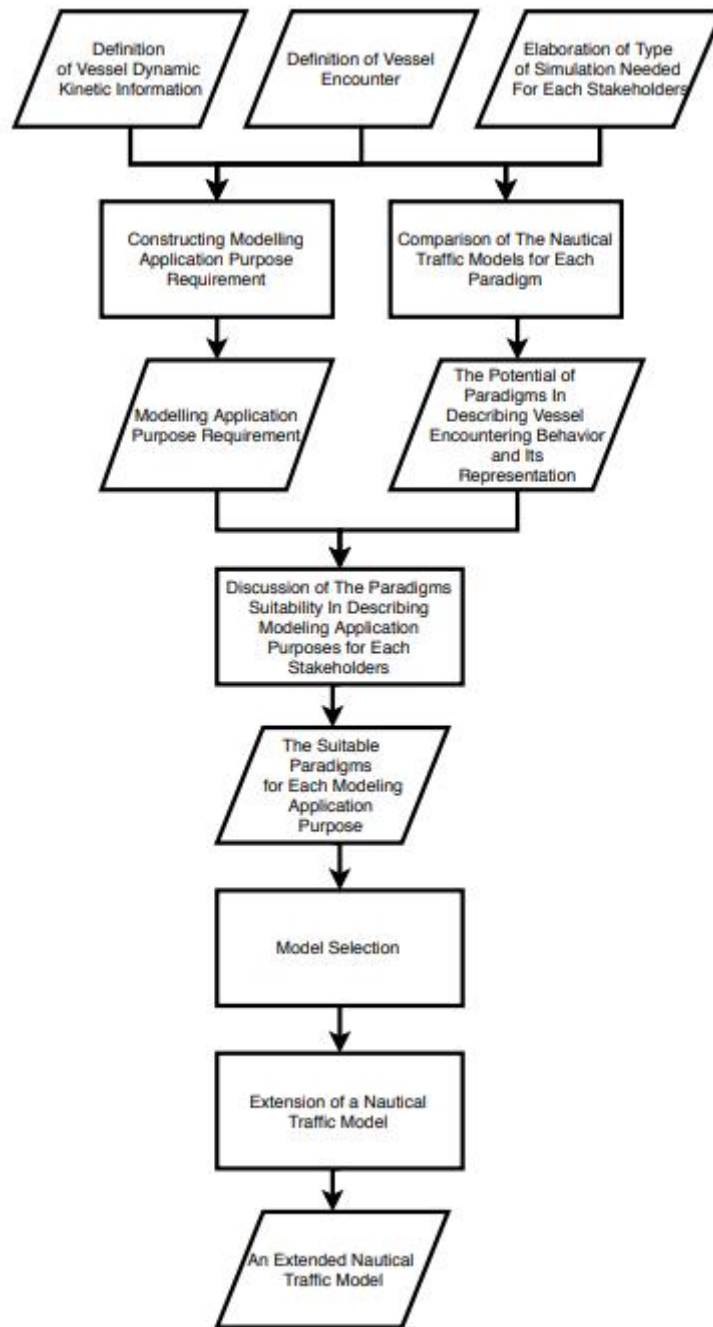 Definition
of Vessel Dynamic
Kinetic Information
Definition of Vessel
Encounter
Elaboration of Type
of Simulation Needed
For Each Stakeholders
Constructing Modelling
Application Purpose
Requirement
Comparison of The Nautical
Traffic Models for Each
Paradigm
Modelling Application
Purpose Requirement
The Potential of
Paradigms In
Describing Vessel
Encountering Behavior
and Its
Representation
Discussion of The Paradigms
Suitability In Describing
Modeling Application
Purposes for Each
Stakeholders
The Suitable
Paradigms
for Each Modeling
Application
Purpose
Model Selection
Extension of a Nautical
Traffic Model
An Extended Nautical
Traffic Model